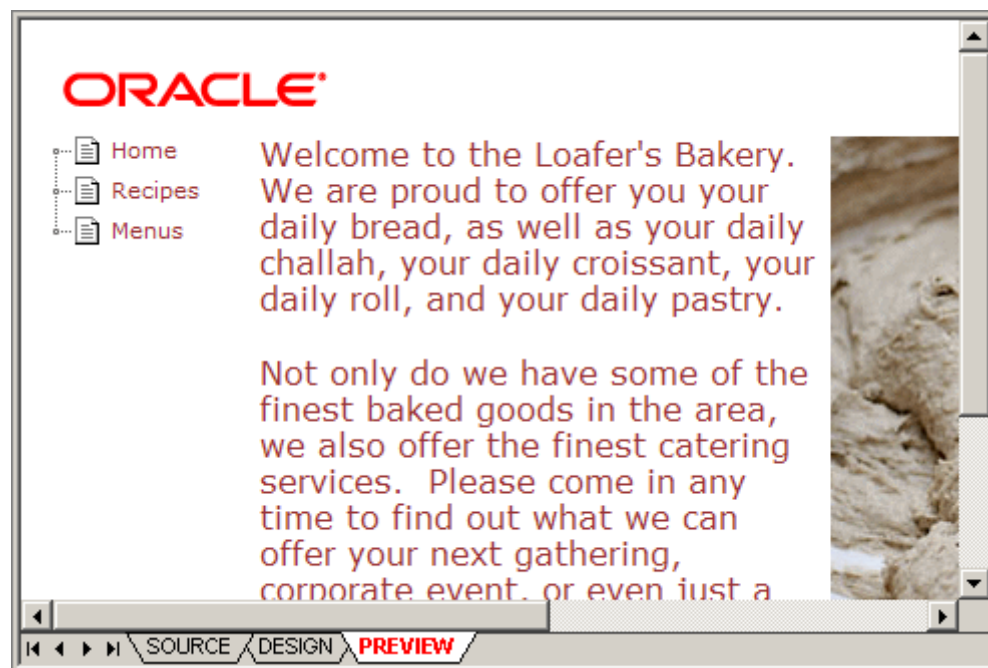 ORACLE
Home
Recipes
Menus
Welcome to the Loafer's Bakery.
We are proud to offer you your
daily bread, as well as your daily
challah, your daily croissant, your
daily roll, and your daily pastry.
Not only do we have some of the
finest baked goods in the area,
we also offer the finest catering
services.  Please come in any
time to find out what we can
offer your next gathering,
corporate event, or even just a
SOURCE DESIGN PREVIEW